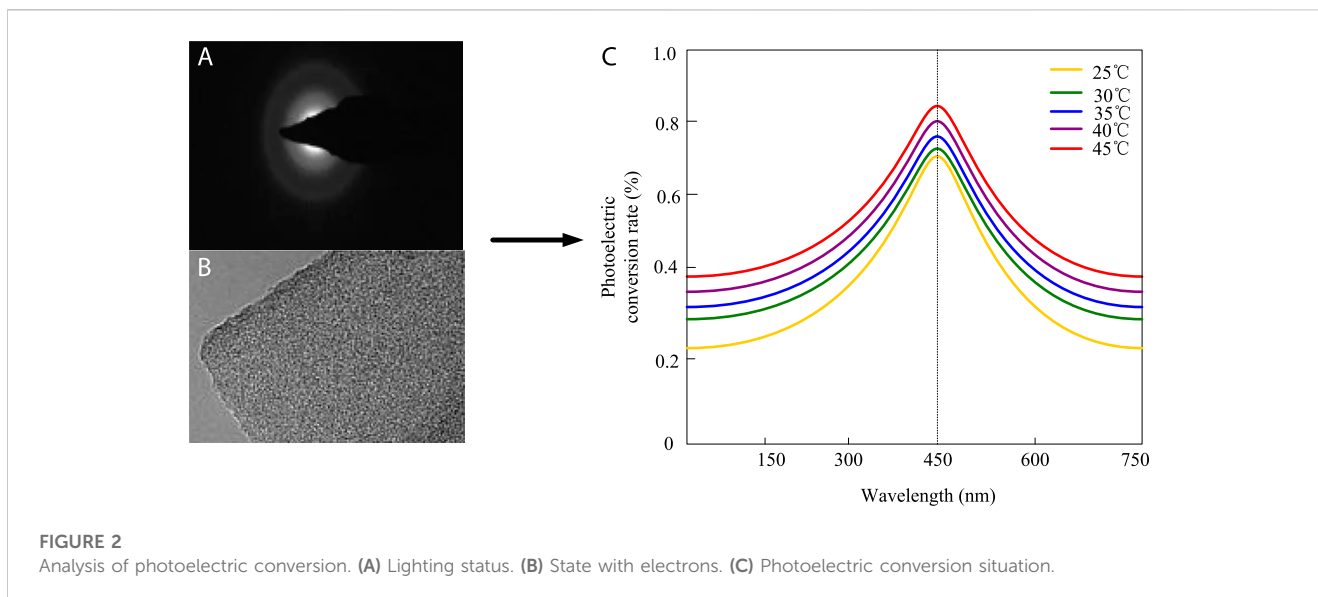 A
B
C
1.0
0.8
0.6
0.4
0.2
0
Photoelectric
conversion rate (%)
25℃
30℃
35℃
40℃
45℃
150 300 450 600 750
Wavelength (nm)
FIGURE 2
Analysis of photoelectric conversion. (A) Lighting status. (B) State with electrons. (C) Photoelectric conversion situation.